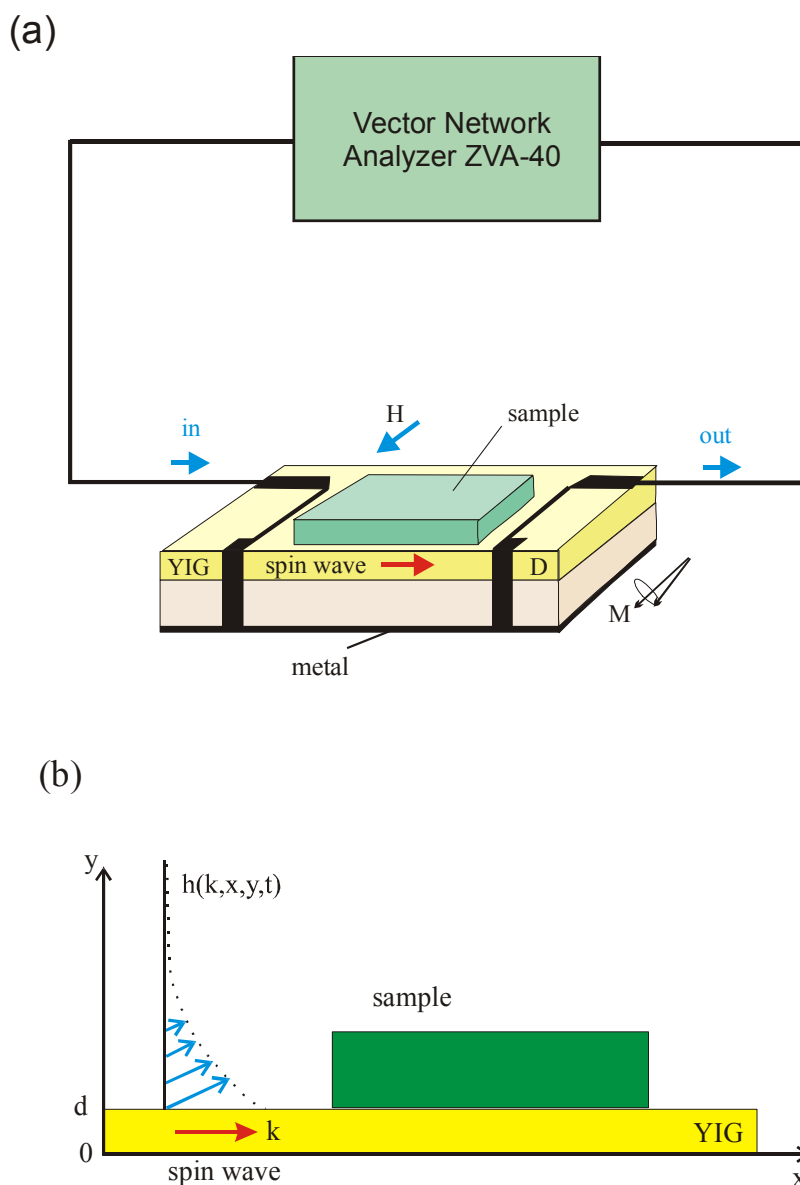 (a)
Vector Network
Analyzer ZVA-40
H
sample
in
out
YIG
spin wave
D
M
metal
(b)
y
h(k,x,y,t)
sample
d
k
YIG
0
spin wave
x